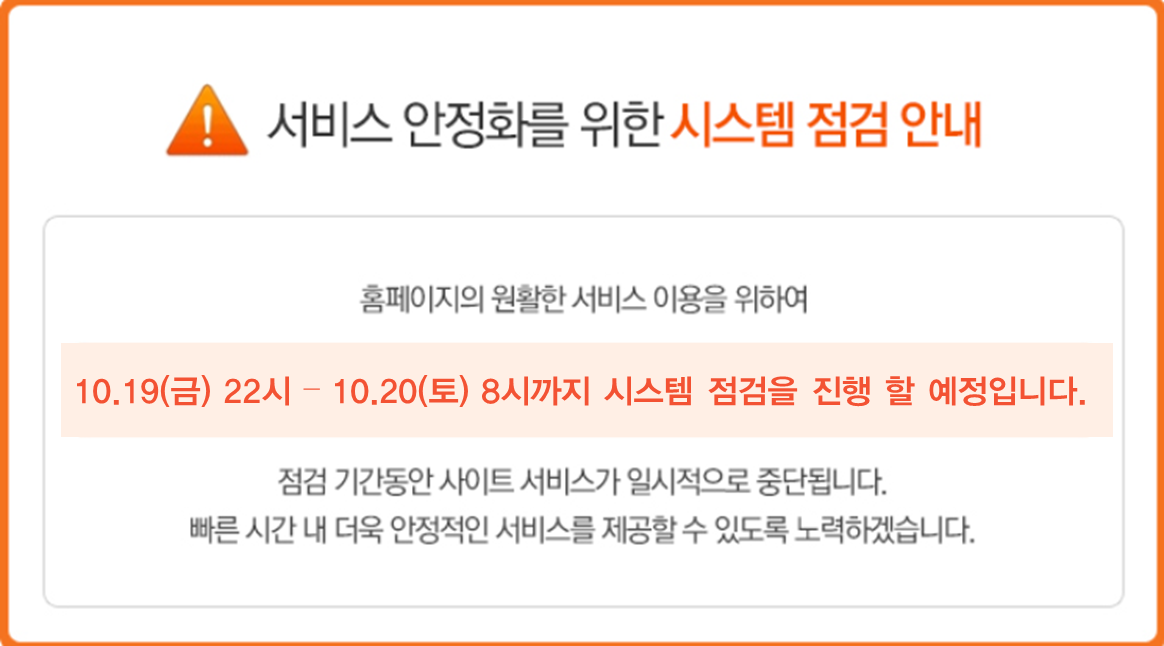 서비스 안정화를 위한 시스템 점검 안내
홈페이지의 원활한 서비스 이용을 위하여
10.19(금) 22시 – 10.20(토) 8시까지 시스템 점검을 진행 할 예정입니다.
점검 기간동안 사이트 서비스가 일시적으로 중단됩니다.
빠른 시간 내 더욱 안정적인 서비스를 제공할 수 있도록 노력하겠습니다.